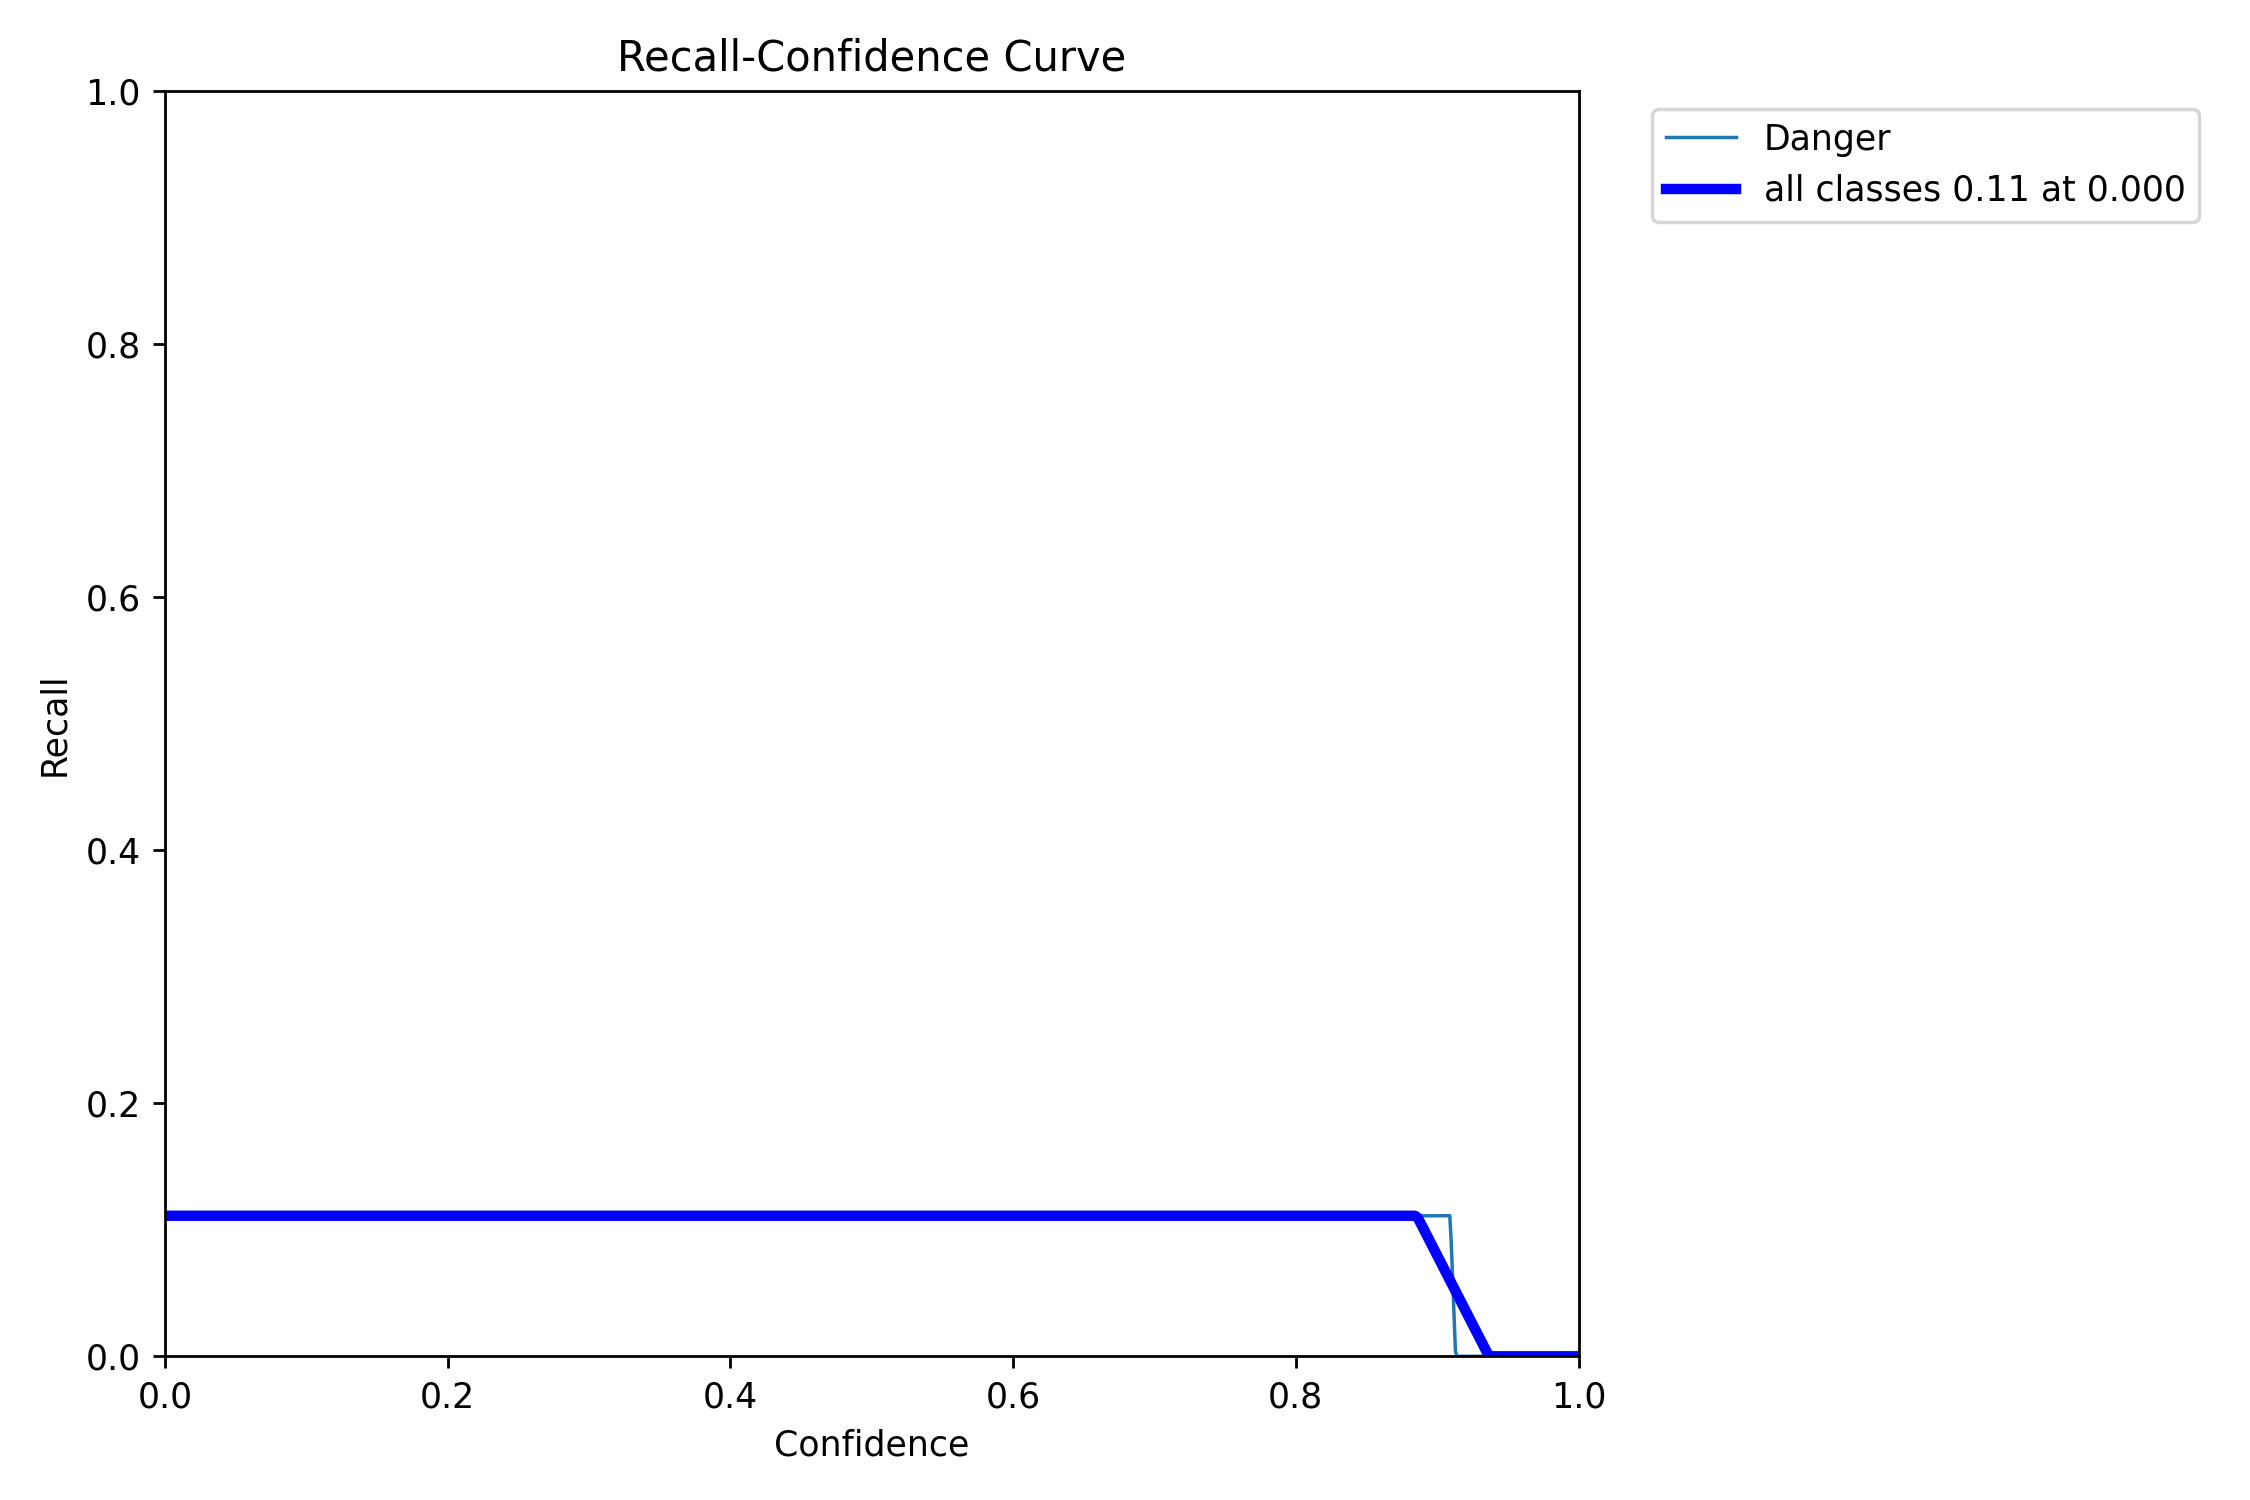 Recall-Confidence Curve
Danger
all classes 0.11 at 0.000
1.0
0.8
0.6
0.4
0.2
0.0
Recall
0.0 0.2 0.4 0.6 0.8 1.0
Confidence